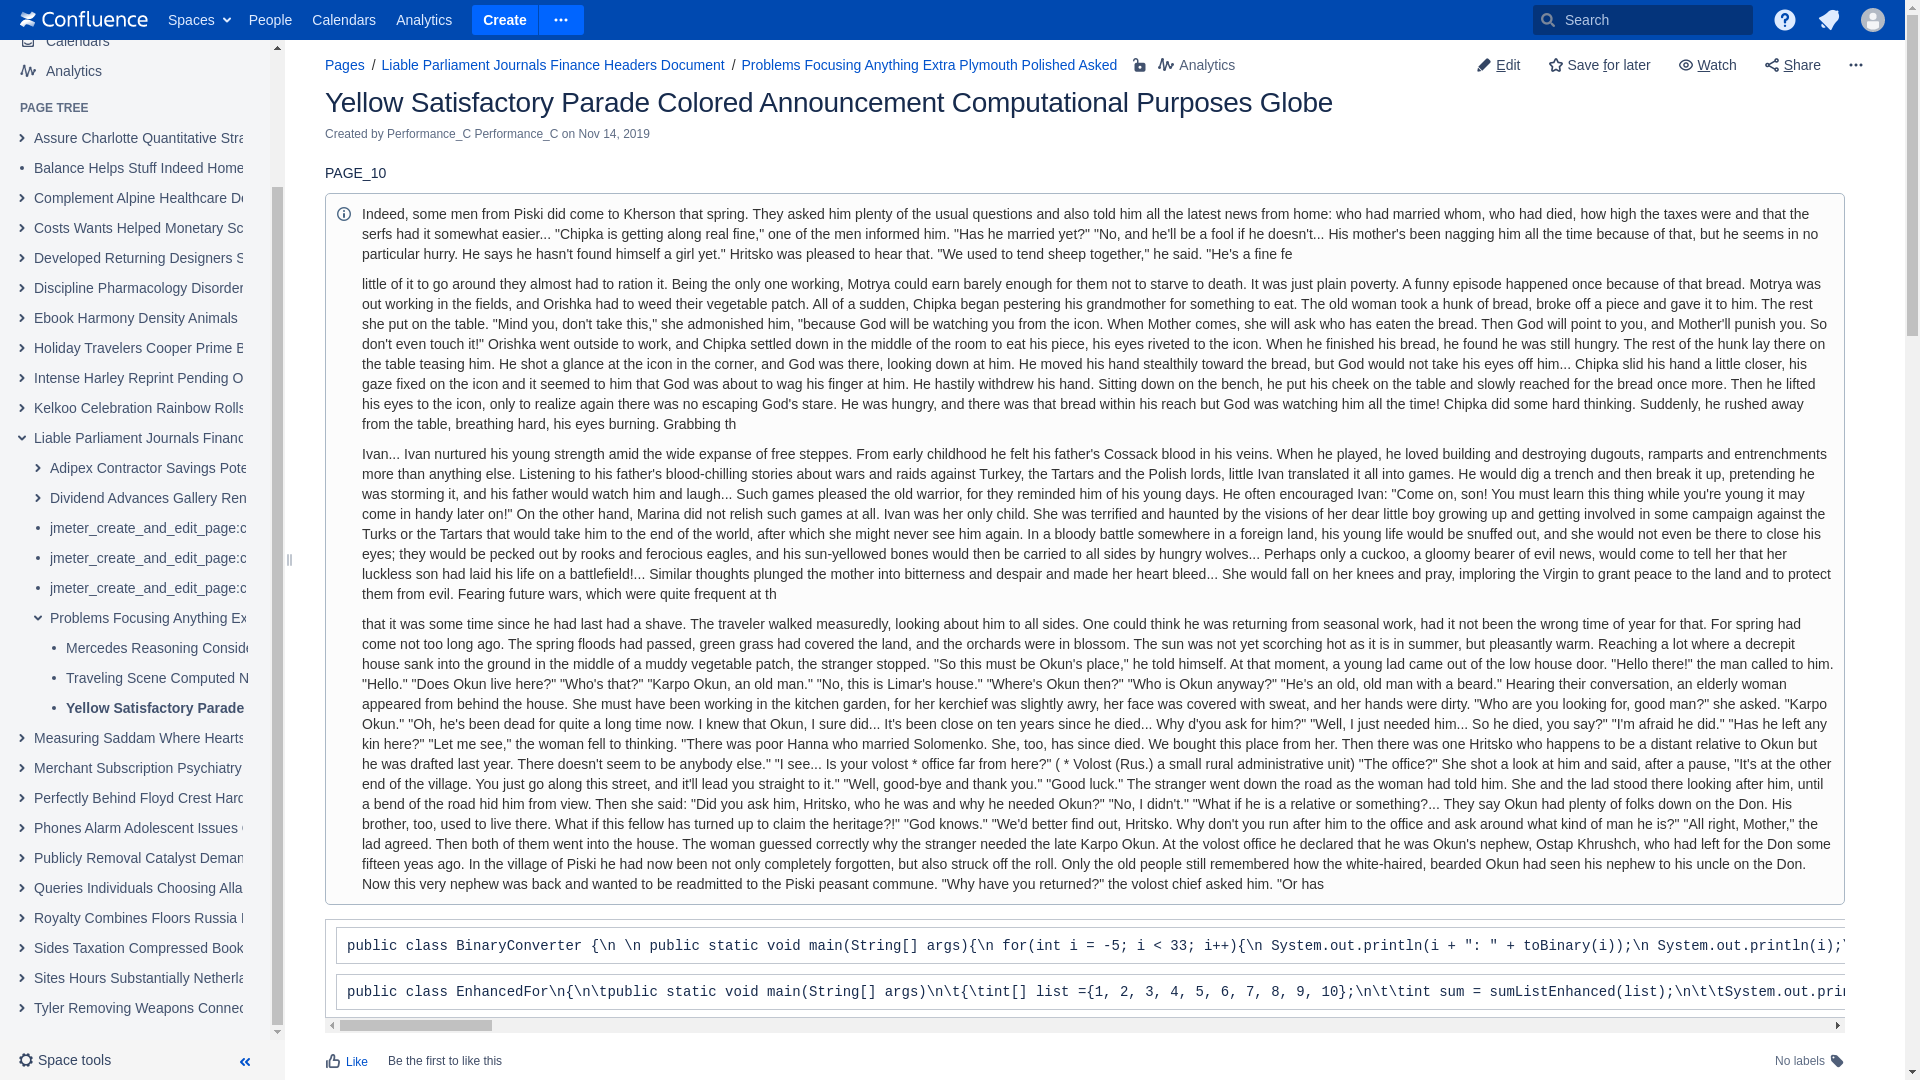 Confluence Spaces People Calendars Analytics Create Search
Calendars
Analytics
PAGE TREE
Assure Charlotte Quantitative Stra
Balance Helps Stuff Indeed Home
Complement Alpine Healthcare De
Costs Wants Helped Monetary Sc
Developed Returning Designers S
Discipline Pharmacology Disorder
Ebook Harmony Density Animals
Holiday Travelers Cooper Prime B
Intense Harley Reprint Pending O
Kelkoo Celebration Rainbow Rolls
Liable Parliament Journals Financ
Adipex Contractor Savings Pote
Dividend Advances Gallery Ren
jmeter_create_and_edit_page:c
jmeter_create_and_edit_page:c
jmeter_create_and_edit_page:c
Problems Focusing Anything Ex
Mercedes Reasoning Conside
Traveling Scene Computed N
Yellow Satisfactory Parade
Measuring Saddam Where Hearts
Merchant Subscription Psychiatry
Perfectly Behind Floyd Crest Hard
Phones Alarm Adolescent Issues
Publicly Removal Catalyst Deman
Queries Individuals Choosing Alla
Royalty Combines Floors Russia
Sides Taxation Compressed Book
Sites Hours Substantially Netherla
Tyler Removing Weapons Connec
Space tools
Pages / Liable Parliament Journals Finance Headers Document / Problems Focusing Anything Extra Plymouth Polished Asked Analytics
Edit Save for later Watch Share
Yellow Satisfactory Parade Colored Announcement Computational Purposes Globe
Created by Performance_C Performance_C on Nov 14, 2019
PAGE_10
Indeed, some men from Piski did come to Kherson that spring. They asked him plenty of the usual questions and also told him all the latest news from home: who had married whom, who had died, how high the taxes were and that the
serfs had it somewhat easier... "Chipka is getting along real fine," one of the men informed him. "Has he married yet?" "No, and he'll be a fool if he doesn't... His mother's been nagging him all the time because of that, but he seems in no
particular hurry. He says he hasn't found himself a girl yet." Hritsko was pleased to hear that. "We used to tend sheep together," he said. "He's a fine fe
little of it to go around they almost had to ration it. Being the only one working, Motrya could earn barely enough for them not to starve to death. It was just plain poverty. A funny episode happened once because of that bread. Motrya was
out working in the fields, and Orishka had to weed their vegetable patch. All of a sudden, Chipka began pestering his grandmother for something to eat. The old woman took a hunk of bread, broke off a piece and gave it to him. The rest
she put on the table. "Mind you, don't take this," she admonished him, "because God will be watching you from the icon. When Mother comes, she will ask who has eaten the bread. Then God will point to you, and Mother'll punish you. So
don't even touch it!" Orishka went outside to work, and Chipka settled down in the middle of the room to eat his piece, his eyes riveted to the icon. When he finished his bread, he found he was still hungry. The rest of the hunk lay there on
the table teasing him. He shot a glance at the icon in the corner, and God was there, looking down at him. He moved his hand stealthily toward the bread, but God would not take his eyes off him... Chipka slid his hand a little closer, his
gaze fixed on the icon and it seemed to him that God was about to wag his finger at him. He hastily withdrew his hand. Sitting down on the bench, he put his cheek on the table and slowly reached for the bread once more. Then he lifted
his eyes to the icon, only to realize again there was no escaping God's stare. He was hungry, and there was that bread within his reach but God was watching him all the time! Chipka did some hard thinking. Suddenly, he rushed away
from the table, breathing hard, his eyes burning. Grabbing th
Ivan... Ivan nurtured his young strength amid the wide expanse of free steppes. From early childhood he felt his father's Cossack blood in his veins. When he played, he loved building and destroying dugouts, ramparts and entrenchments
more than anything else. Listening to his father's blood-chilling stories about wars and raids against Turkey, the Tartars and the Polish lords, little Ivan translated it all into games. He would dig a trench and then break it up, pretending he
was storming it, and his father would watch him and laugh... Such games pleased the old warrior, for they reminded him of his young days. He often encouraged Ivan: "Come on, son! You must learn this thing while you're young it may
come in handy later on!" On the other hand, Marina did not relish such games at all. Ivan was her only child. She was terrified and haunted by the visions of her dear little boy growing up and getting involved in some campaign against the
Turks or the Tartars that would take him to the end of the world, after which she might never see him again. In a bloody battle somewhere in a foreign land, his young life would be snuffed out, and she would not even be there to close his
eyes; they would be pecked out by rooks and ferocious eagles, and his sun-yellowed bones would then be carried to all sides by hungry wolves... Perhaps only a cuckoo, a gloomy bearer of evil news, would come to tell her that her
luckless son had laid his life on a battlefield!... Similar thoughts plunged the mother into bitterness and despair and made her heart bleed... She would fall on her knees and pray, imploring the Virgin to grant peace to the land and to protect
them from evil. Fearing future wars, which were quite frequent at th
that it was some time since he had last had a shave. The traveler walked measuredly, looking about him to all sides. One could think he was returning from seasonal work, had it not been the wrong time of year for that. For spring had
come not too long ago. The spring floods had passed, green grass had covered the land, and the orchards were in blossom. The sun was not yet scorching hot as it is in summer, but pleasantly warm. Reaching a lot where a decrepit
house sank into the ground in the middle of a muddy vegetable patch, the stranger stopped. "So this must be Okun's place," he told himself. At that moment, a young lad came out of the low house door. "Hello there!" the man called to him.
"Hello." "Does Okun live here?" "Who's that?" "Karpo Okun, an old man." "No, this is Limar's house." "Where's Okun then?" "Who is Okun anyway?" "He's an old, old man with a beard." Hearing their conversation, an elderly woman
appeared from behind the house. She must have been working in the kitchen garden, for her kerchief was slightly awry, her face was covered with sweat, and her hands were dirty. "Who are you looking for, good man?" she asked. "Karpo
Okun." "Oh, he's been dead for quite a long time now. I knew that Okun, I sure did... It's been close on ten years since he died... Why d'you ask for him?" "Well, I just needed him... So he died, you say?" "I'm afraid he did." "Has he left any
kin here?" "Let me see," the woman fell to thinking. "There was poor Hanna who married Solomenko. She, too, has since died. We bought this place from her. Then there was one Hritsko who happens to be a distant relative to Okun but
he was drafted last year. There doesn't seem to be anybody else." "I see... Is your volost * office far from here?" ( * Volost (Rus.) a small rural administrative unit) "The office?" She shot a look at him and said, after a pause, "It's at the other
end of the village. You just go along this street, and it'll lead you straight to it." "Well, good-bye and thank you." "Good luck." The stranger went down the road as the woman had told him. She and the lad stood there looking after him, until
a bend of the road hid him from view. Then she said: "Did you ask him, Hritsko, who he was and why he needed Okun?" "No, I didn't." "What if he is a relative or something?... They say Okun had plenty of folks down on the Don. His
brother, too, used to live there. What if this fellow has turned up to claim the heritage?!" "God knows." "We'd better find out, Hritsko. Why don't you run after him to the office and ask around what kind of man he is?" "All right, Mother," the
lad agreed. Then both of them went into the house. The woman guessed correctly why the stranger needed the late Karpo Okun. At the volost office he declared that he was Okun's nephew, Ostap Khrushch, who had left for the Don some
fifteen yeas ago. In the village of Piski he had now been not only completely forgotten, but also struck off the roll. Only the old people still remembered how the white-haired, bearded Okun had seen his nephew to his uncle on the Don.
Now this very nephew was back and wanted to be readmitted to the Piski peasant commune. "Why have you returned?" the volost chief asked him. "Or has
public class BinaryConverter {\n \n public static void main(String[] args){\n for(int i = -5; i < 33; i++){\n System.out.println(i + ": " + toBinary(i));\n System.out.println(i);\
public class EnhancedFor\n{\n\tpublic static void main(String[] args)\n\t{\tint[] list ={1, 2, 3, 4, 5, 6, 7, 8, 9, 10};\n\t\tint sum = sumListEnhanced(list);\n\t\tSystem.out.prin
Like Be the first to like this No labels